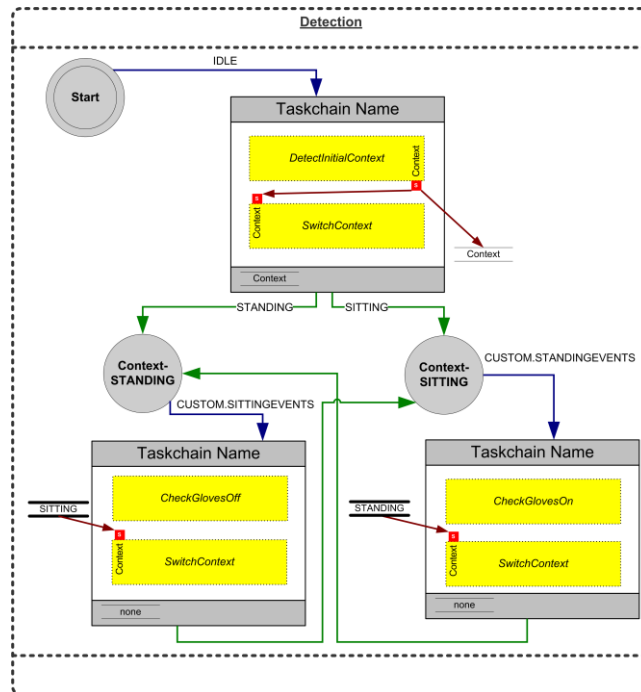 Detection
IDLE
Start
Taskchain Name
DetectInitialContext
Context
S
S
Context
SwitchContext
Context
Context
STANDING
SITTING
Context-
STANDING
Context-
SITTING
CUSTOM.STANDINGEVENTS
CUSTOM.SITTINGEVENTS
Taskchain Name
Taskchain Name
CheckGlovesOff
CheckGlovesOn
SITTING
STANDING
S
S
Context
SwitchContext
Context
SwitchContext
none
none